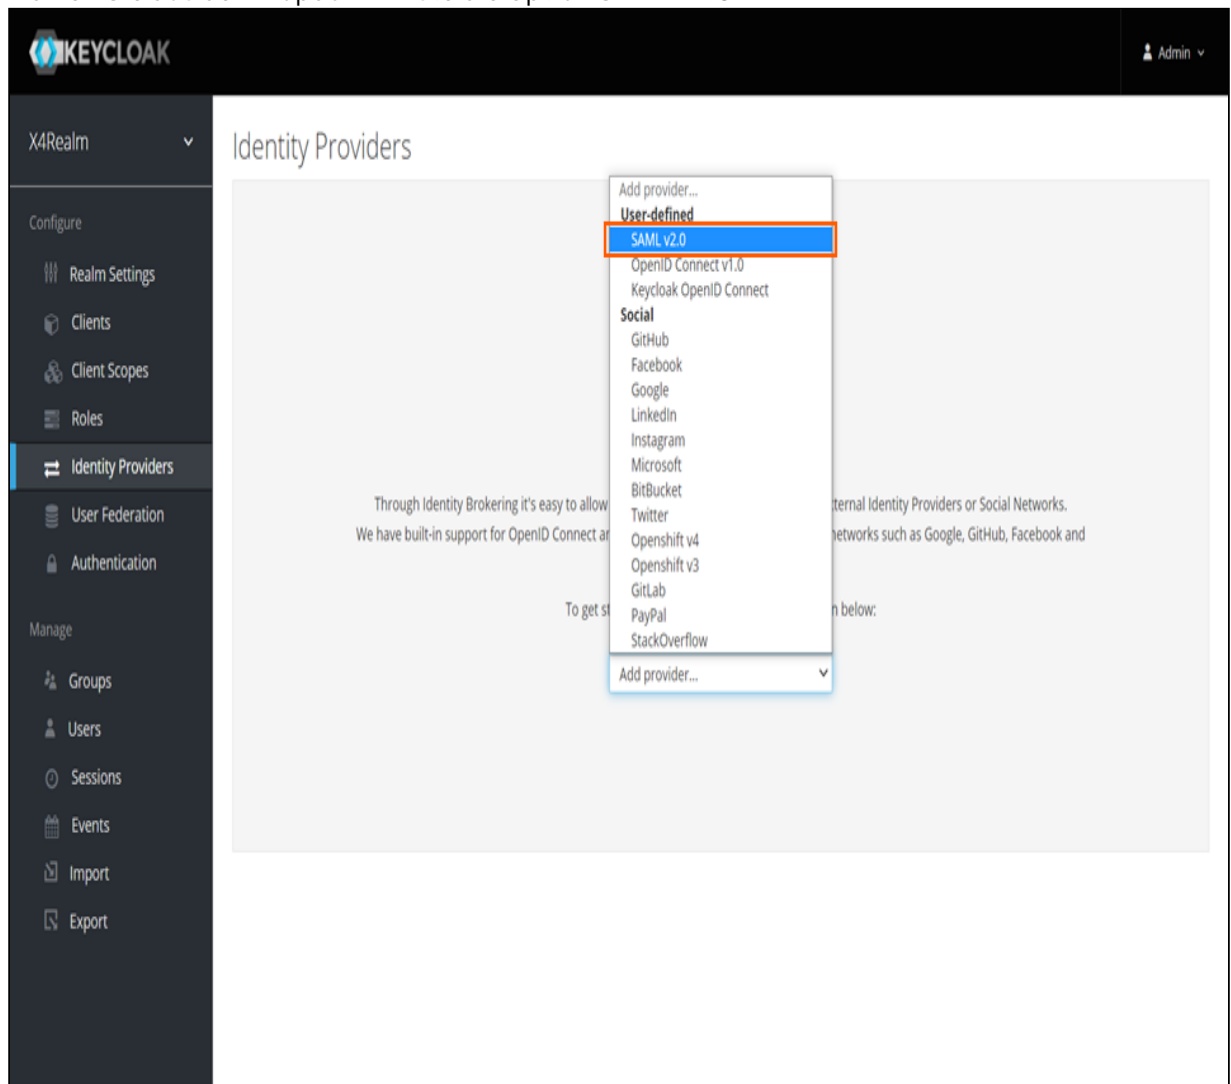 KEYCLOAK
Admin
X4Realm
Identity Providers
Configure
Realm Settings
Clients
Client Scopes
Roles
Identity Providers
User Federation
Authentication
Manage
Groups
Users
Sessions
Events
Import
Export
Add provider...
User-defined
SAML v2.0
OpenID Connect v1.0
Keycloak OpenID Connect
Social
GitHub
Facebook
Google
LinkedIn
Instagram
Microsoft
BitBucket
Twitter
Openshift v4
Openshift v3
GitLab
PayPal
StackOverflow
Through Identity Brokering it's easy to allow Identity Providers or Social Networks.
We have built-in support for OpenID Connect networks such as Google, GitHub, Facebook and
To get below:
Add provider...